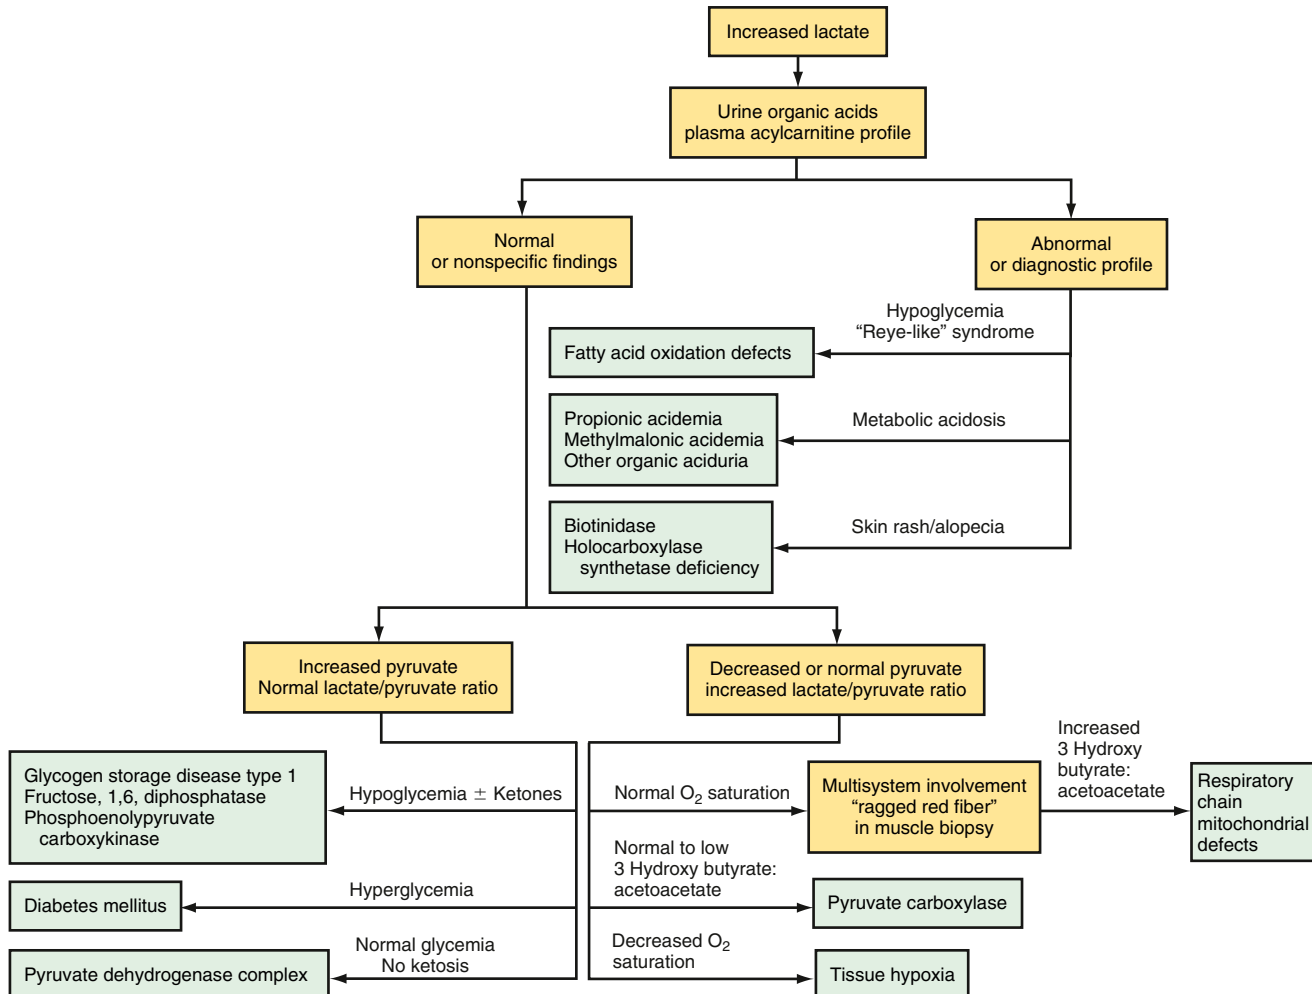 Increased lactate
Urine organic acids
plasma acylcarnitine profile
Normal
or nonspecific findings
Abnormal
or diagnostic profile
Hypoglycemia
“Reye-like” syndrome
Fatty acid oxidation defects
Propionic acidemia
Methylmalonic acidemia
Other organic aciduria
Metabolic acidosis
Biotinidase
Holocarboxylase
synthetase deficiency
Skin rash/alopecia
Increased pyruvate
Normal lactate/pyruvate ratio
Decreased or normal pyruvate
increased lactate/pyruvate ratio
Glycogen storage disease type 1
Fructose, 1,6, diphosphatase
Phosphoenolpyruvate
carboxykinase
Hypoglycemia ± Ketones
Normal O₂ saturation
Multisystem involvement
“ragged red fiber”
in muscle biopsy
Increased
3 Hydroxy
butyrate:
acetoacetate
Respiratory
chain
mitochondrial
defects
Diabetes mellitus
Hyperglycemia
Normal to low
3 Hydroxy butyrate:
acetoacetate
Pyruvate carboxylase
Pyruvate dehydrogenase complex
Normal glycemia
No ketosis
Decreased O₂
saturation
Tissue hypoxia